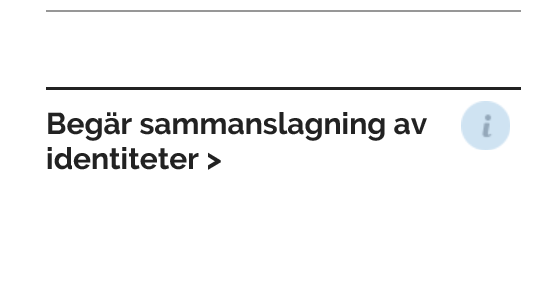 Begär sammanslagning av
identiteter >
i